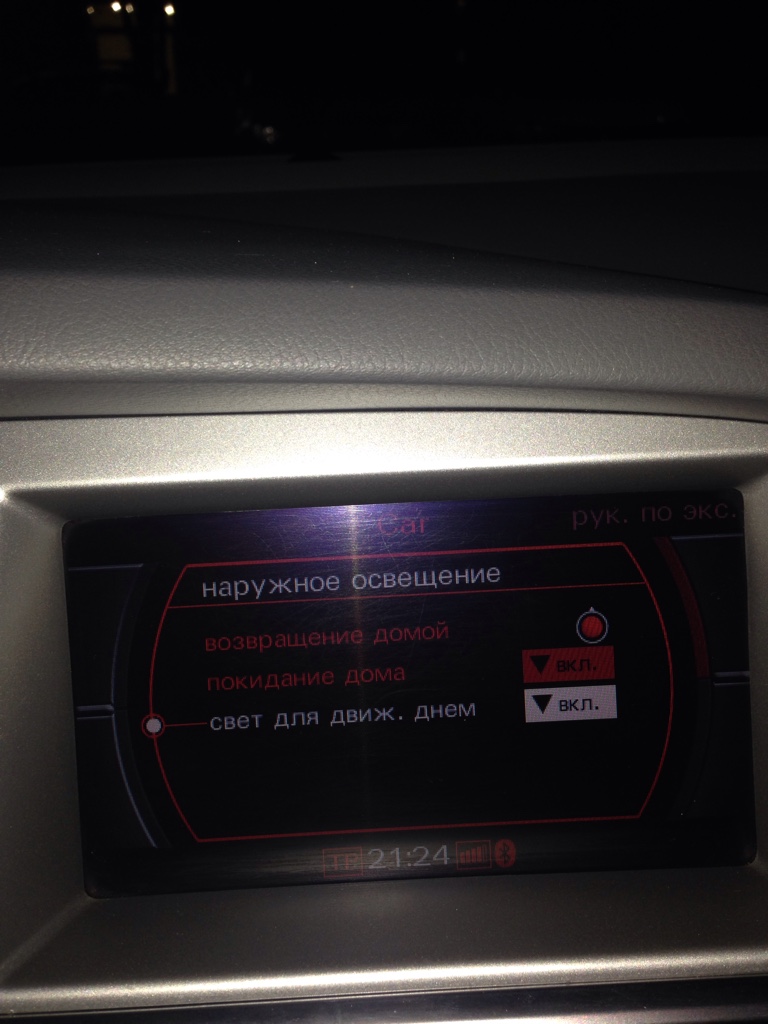 Car
рук. по экс.
наружное освещение
возвращение домой
покидание дома ▼ вкл.
свет для движ. днем ▼ вкл.
TP 21:24